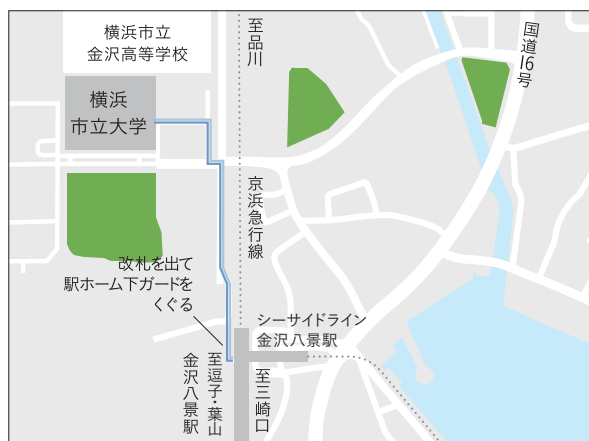 横浜市立
金沢高等学校
至品川
国道16号
横浜
市立大学
京浜急行線
改札を出て
駅ホーム下ガードを
くぐる
シーサイドライン
金沢八景駅
至逗子・葉山
金沢八景駅
至三崎口